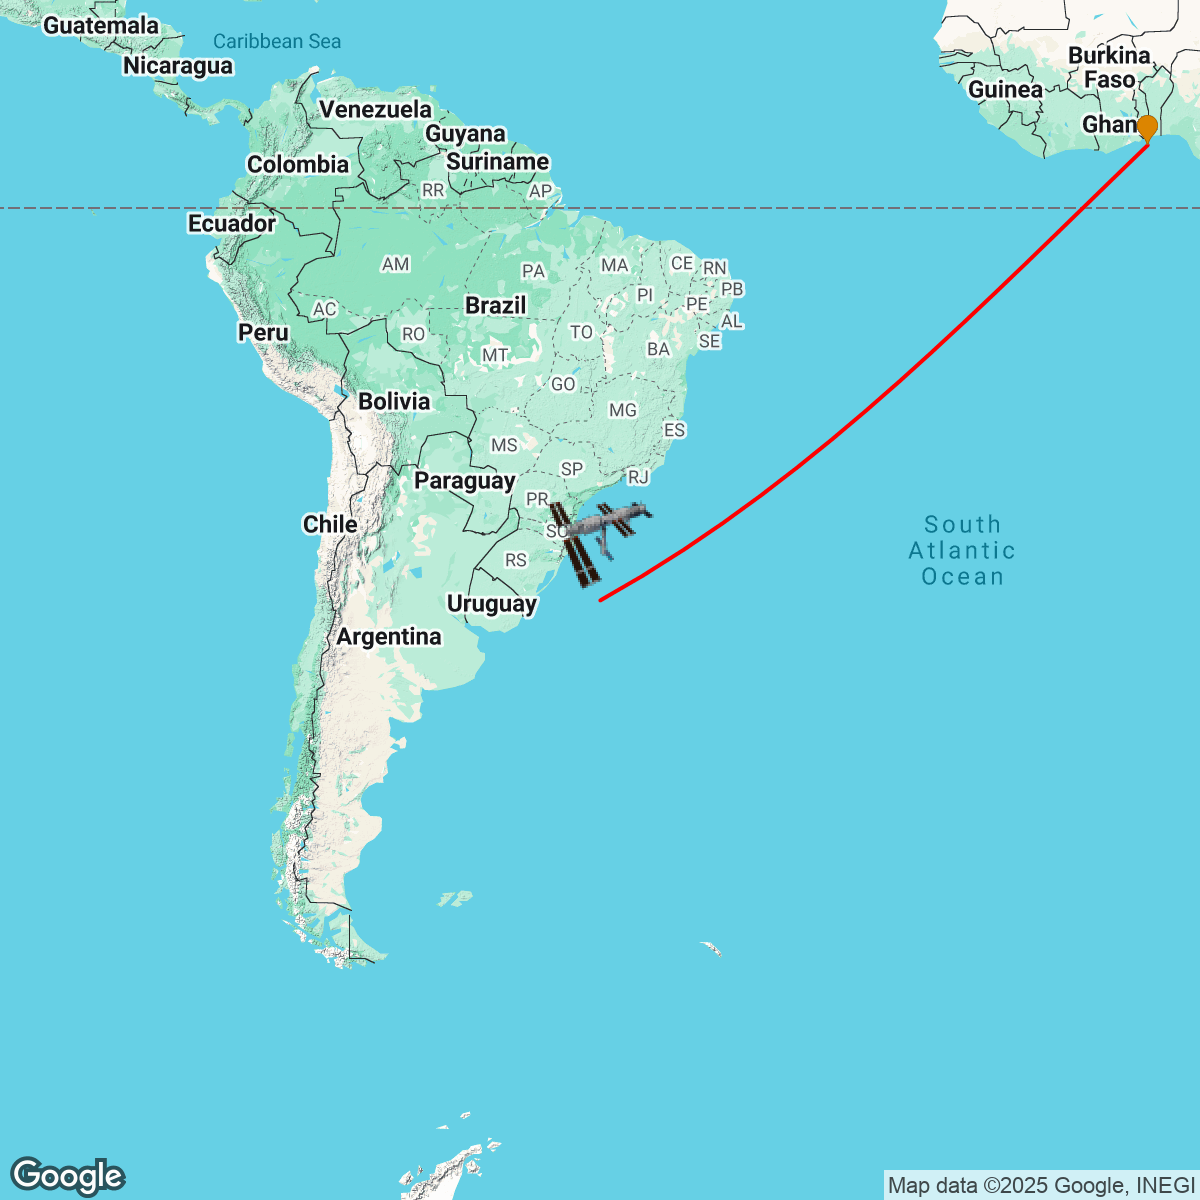 Guatemala
Caribbean Sea
Nicaragua
Burkina
Faso
Guinea
Venezuela
Guyana
Ghan
Suriname
Colombia
RR
AP
Ecuador
AM
PA
MA
CE
RN
PB
PI
PE
AL
AC
Brazil
Peru
RO
TO
SE
MT
BA
GO
Bolivia
MG
ES
MS
SP
RJ
Paraguay
PR
Chile
SC
South
Atlantic
Ocean
RS
Uruguay
Argentina
Google
Map data ©2025 Google, INEGI